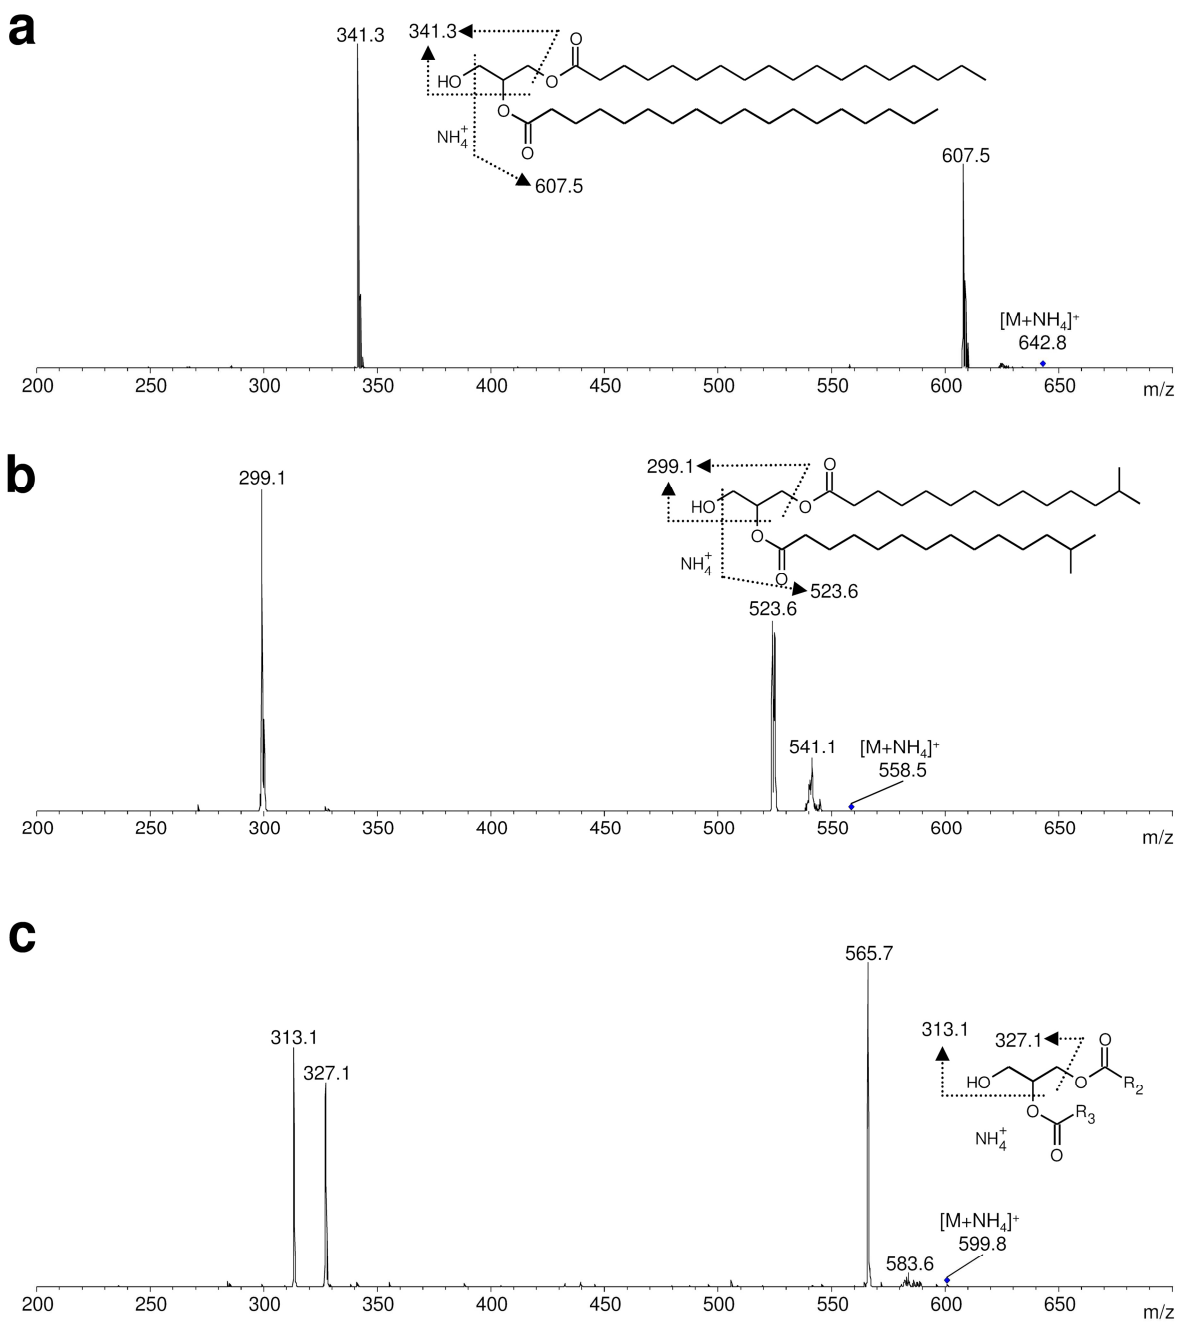 a
341.3
341.3
O
HO
O
O
O
NH₄⁺
607.5
607.5
[M+NH₄]⁺
642.8
200 250 300 350 400 450 500 550 600 650 m/z
b
299.1
299.1
O
HO
O
O
O
NH₄⁺
523.6
523.6
541.1
[M+NH₄]⁺
558.5
200 250 300 350 400 450 500 550 600 650 m/z
c
565.7
313.1
327.1
313.1
327.1
O
HO
O
R₂
O
R₃
O
NH₄⁺
583.6
[M+NH₄]⁺
599.8
200 250 300 350 400 450 500 550 600 650 m/z